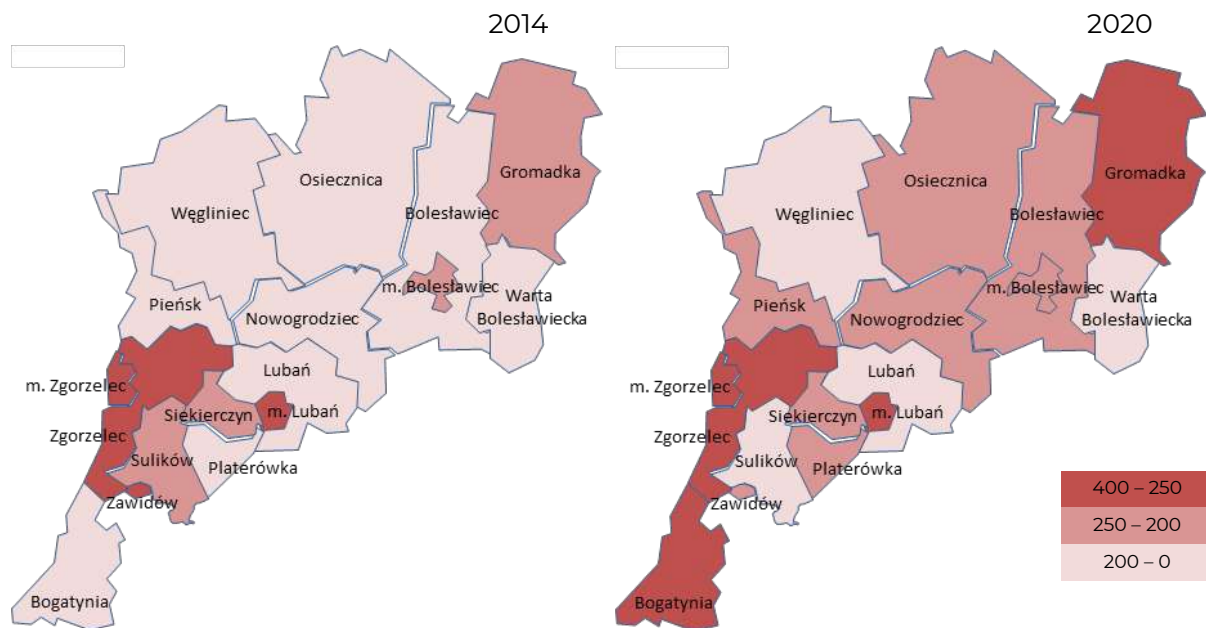 2014
Osiecznica
Gromadka
Węgliniec
Bolesławiec
m. Bolesławiec
Pieńsk
Nowogrodziec
Warta
Bolesławiecka
Lubań
m. Zgorzelec
Siekierczyn
m. Lubań
Zgorzelec
Sulików
Platerówka
Zawidów
Bogatynia
2020
Gromadka
Osiecznica
Węgliniec
Bolesławiec
m. Bolesławiec
Pieńsk
Nowogrodziec
Warta
Bolesławiecka
Lubań
m. Zgorzelec
Siekierczyn
m. Lubań
Zgorzelec
Sulików
Platerówka
Zawidów
Bogatynia
400 – 250
250 – 200
200 – 0